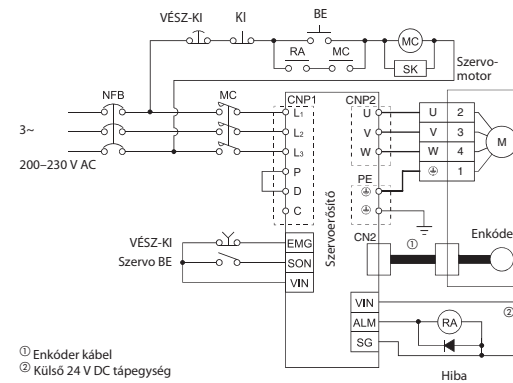 VÉSZ-KI KI BE
MC
RA MC
SK
Szervo-
motor
NFB MC CNP1 CNP2
L1 U U 2
3~ L2 V V 3 M
L3 W W 4
200–230 V AC
P PE 1
D
C
Szervoerősítő
CN2 Enkóde
①
VÉSZ-KI EMG
Szervo BE SON
VIN
VIN
②
ALM RA
SG
① Enkóder kábel
② Külső 24 V DC tápegység
Hiba